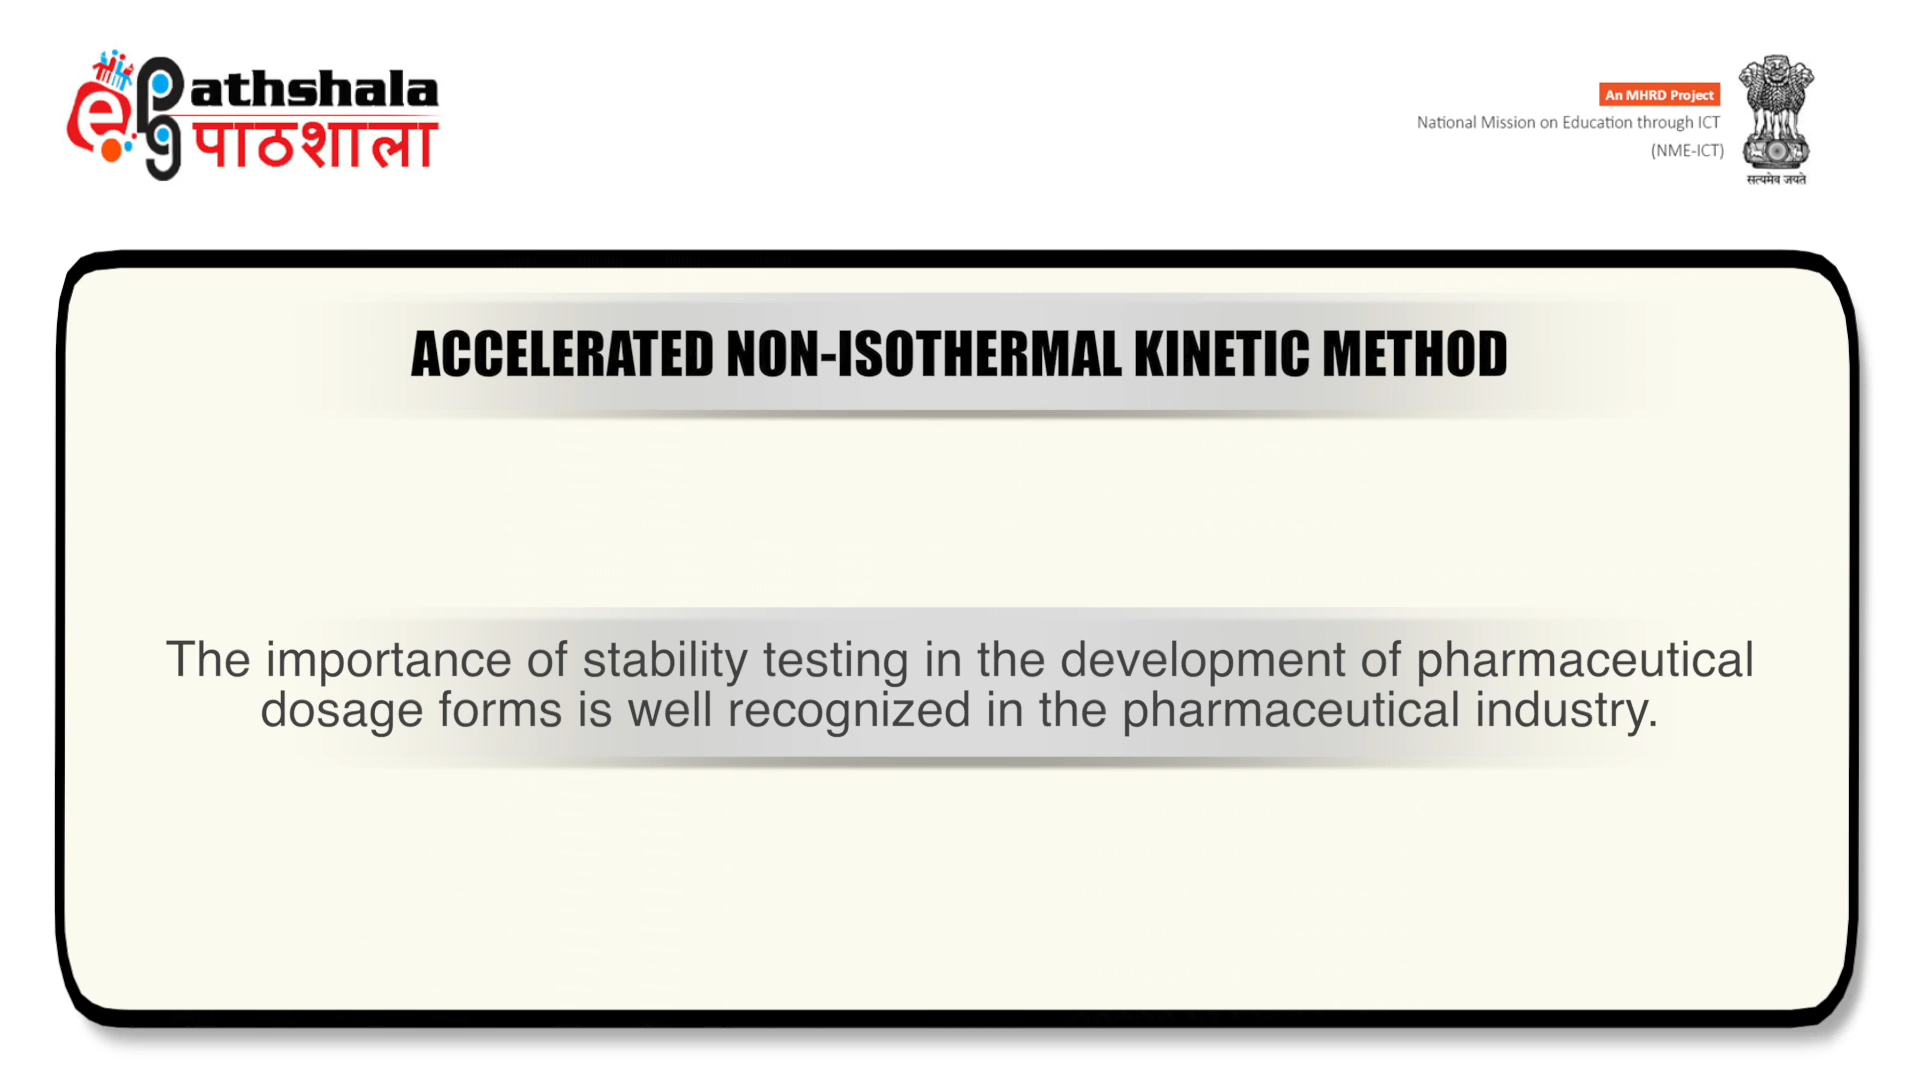 e pg Pathshala
पाठशाला
An MHRD Project
National Mission on Education through ICT
(NME-ICT)
सत्यमेव जयते
ACCELERATED NON-ISOTHERMAL KINETIC METHOD
The importance of stability testing in the development of pharmaceutical
dosage forms is well recognized in the pharmaceutical industry.